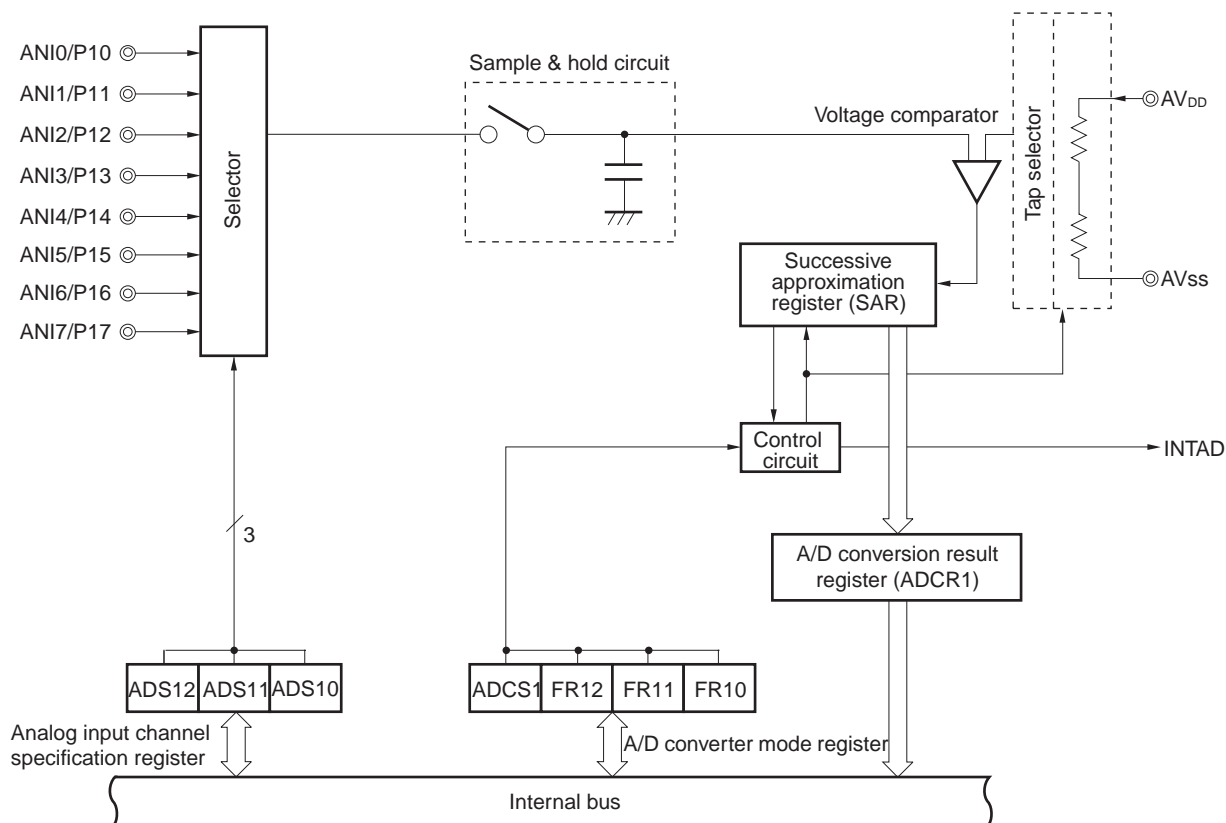 ANI0/P10
ANI1/P11
ANI2/P12
ANI3/P13
ANI4/P14
ANI5/P15
ANI6/P16
ANI7/P17
Selector
Sample & hold circuit
Voltage comparator
Tap selector
AVDD
AVSS
Successive
approximation
register (SAR)
Control
circuit
INTAD
3
A/D conversion result
register (ADCR1)
ADS12 ADS11 ADS10
ADCS1 FR12 FR11 FR10
Analog input channel
specification register
A/D converter mode register
Internal bus